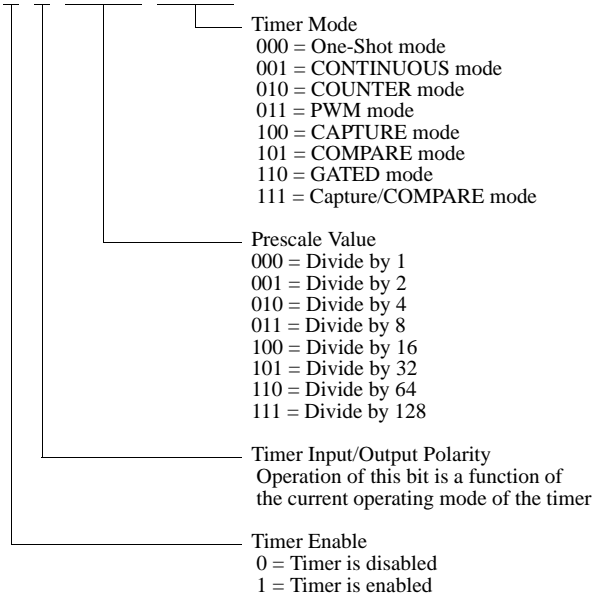 Timer Mode
000 = One-Shot mode
001 = CONTINUOUS mode
010 = COUNTER mode
011 = PWM mode
100 = CAPTURE mode
101 = COMPARE mode
110 = GATED mode
111 = Capture/COMPARE mode
Prescale Value
000 = Divide by 1
001 = Divide by 2
010 = Divide by 4
011 = Divide by 8
100 = Divide by 16
101 = Divide by 32
110 = Divide by 64
111 = Divide by 128
Timer Input/Output Polarity
Operation of this bit is a function of
the current operating mode of the timer
Timer Enable
0 = Timer is disabled
1 = Timer is enabled